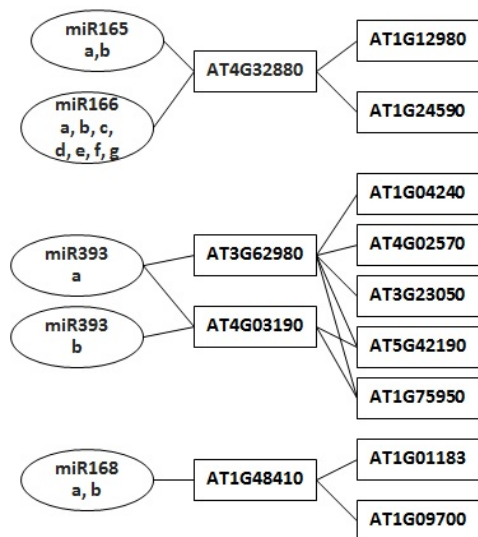 miR165
a,b
miR166
a, b, c,
d, e, f, g
AT4G32880
AT1G12980
AT1G24590
miR393
a
miR393
b
AT3G62980
AT4G03190
AT1G04240
AT4G02570
AT3G23050
AT5G42190
AT1G75950
miR168
a, b
AT1G48410
AT1G01183
AT1G09700